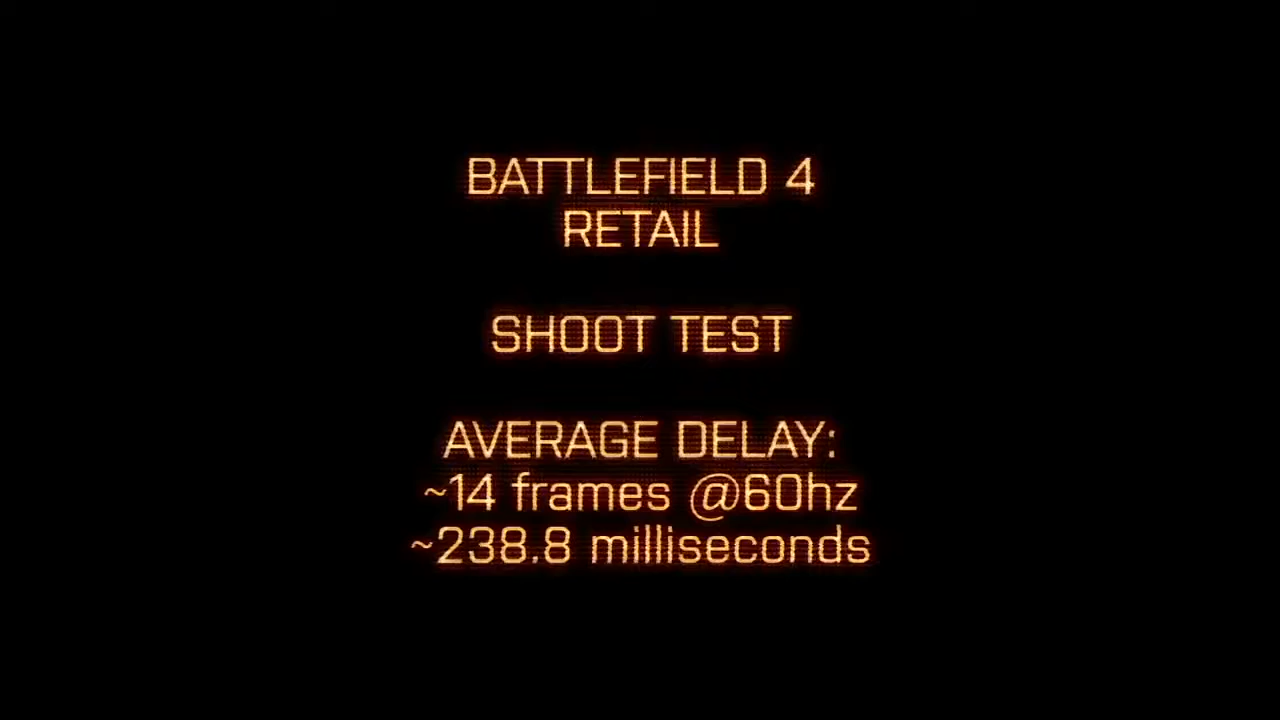 BATTLEFIELD 4
RETAIL
SHOOT TEST
AVERAGE DELAY:
~14 frames @60hz
~238.8 milliseconds